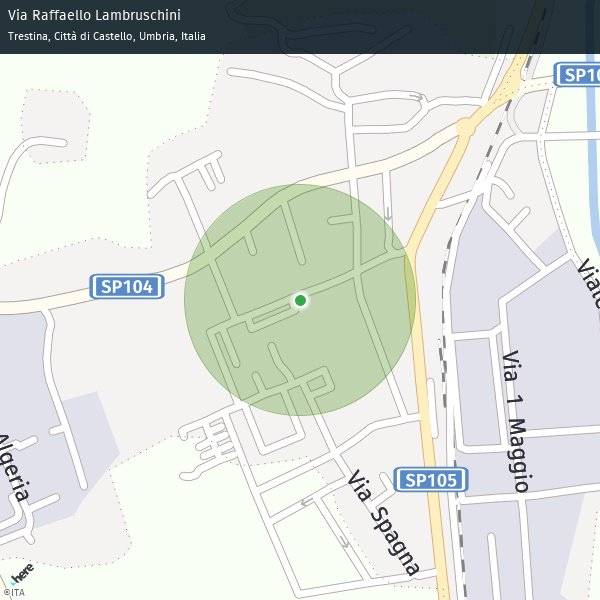 Via Raffaello Lambruschini
Trestina, Città di Castello, Umbria, Italia
SP10
SP104
Viale
Via 1 Maggio
Algeria
SP105
Via Spagna
here
©ITA